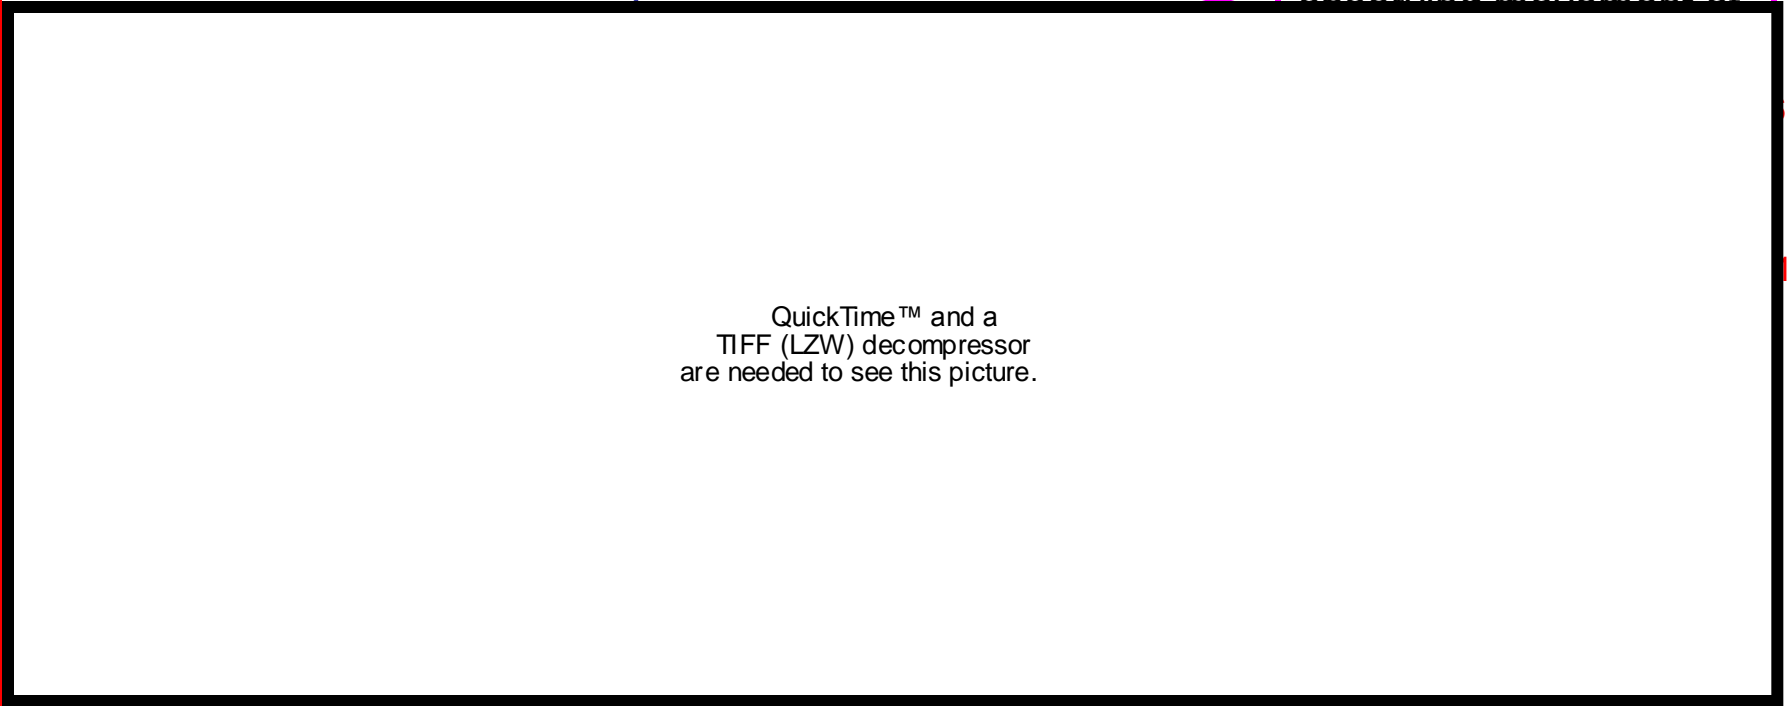 QuickTime™ and a
TIFF (LZW) decompressor
are needed to see this picture.